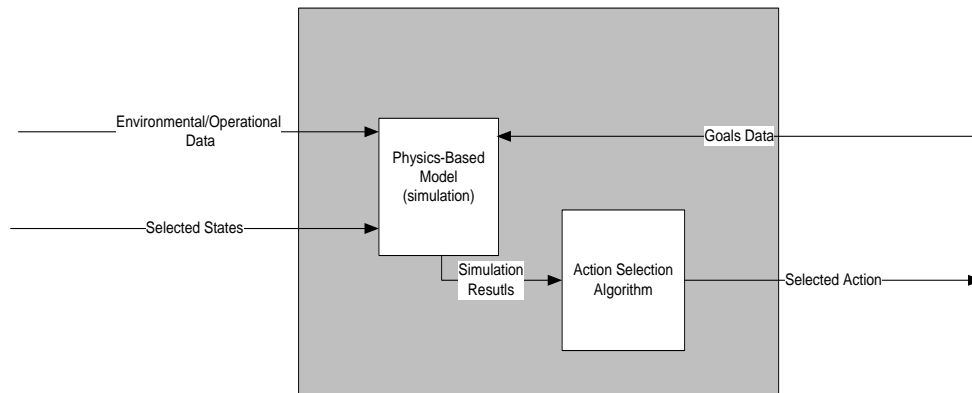 Environmental/Operational
Data
Goals Data
Physics-Based
Model
(simulation)
Selected States
Simulation
Resutls
Action Selection
Algorithm
Selected Action